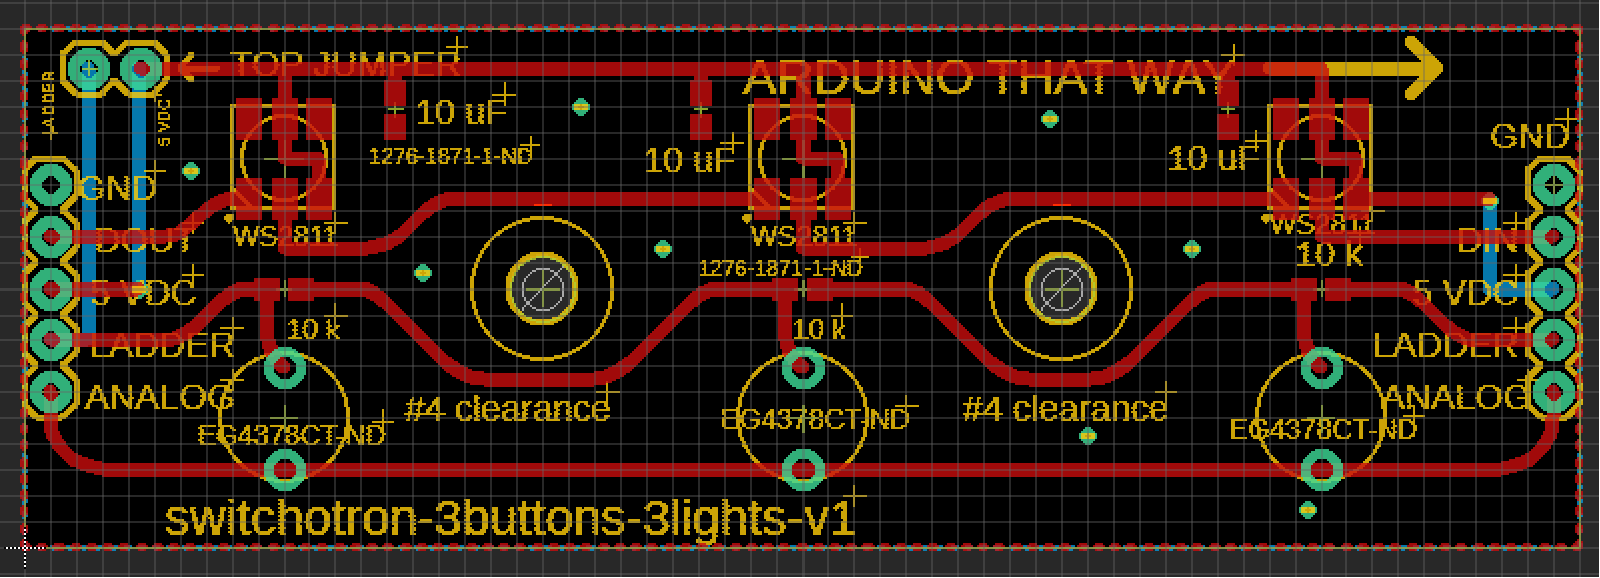 TOP JUMPER
ARDUINO THAT WAY
LADDER
5 VDC
10 uF
1276-1871-1-ND
10 uF
10 uF
GND
GND
DOUT
WS2811
WS2811
WS2811
DIN
10 k
1276-1871-1-ND
5 VDC
5 VDC
10 k
10 k
LADDER
LADDER
ANALOG
#4 clearance
#4 clearance
ANALOG
EG4378CT-ND
EG4378CT-ND
EG4378CT-ND
switchotron-3buttons-3lights-v1